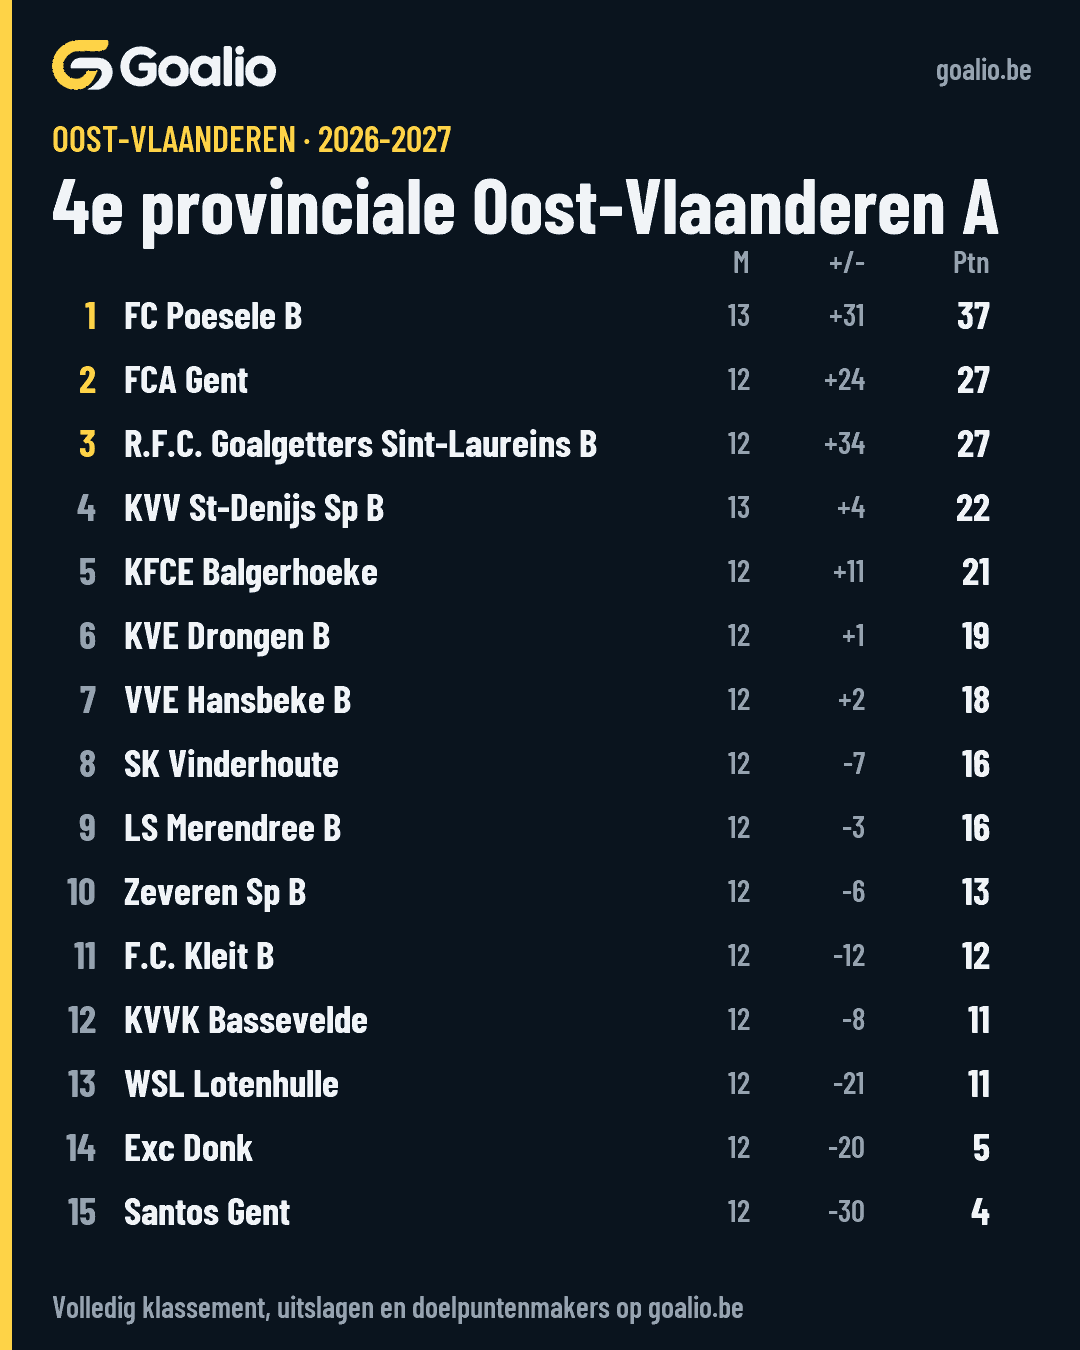 Goalio
goalio.be
OOST-VLAANDEREN · 2026-2027
4e provinciale Oost-Vlaanderen A
M +/- Ptn
1 FC Poesele B 13 +31 37
2 FCA Gent 12 +24 27
3 R.F.C. Goalgetters Sint-Laureins B 12 +34 27
4 KVV St-Denijs Sp B 13 +4 22
5 KFCE Balgerhoeke 12 +11 21
6 KVE Drongen B 12 +1 19
7 VVE Hansbeke B 12 +2 18
8 SK Vinderhoute 12 -7 16
9 LS Merendree B 12 -3 16
10 Zeveren Sp B 12 -6 13
11 F.C. Kleit B 12 -12 12
12 KVVK Bassevelde 12 -8 11
13 WSL Lotenhulle 12 -21 11
14 Exc Donk 12 -20 5
15 Santos Gent 12 -30 4
Volledig klassement, uitslagen en doelpuntenmakers op goalio.be